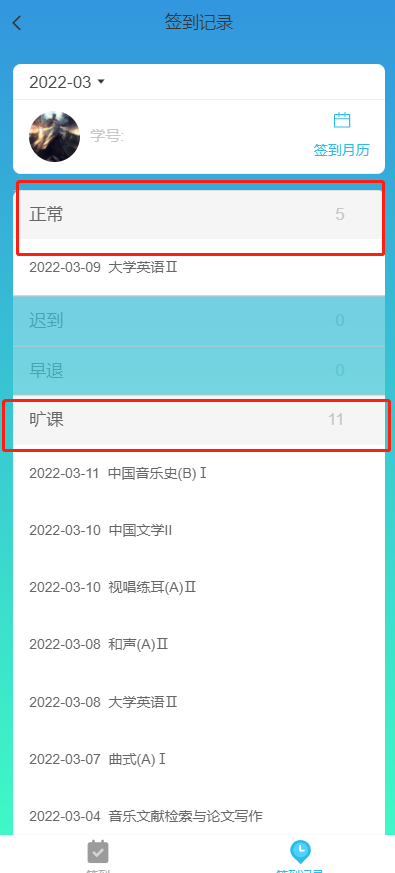 签到记录
2022-03
学号:
签到月历
正常 5
2022-03-09 大学英语Ⅱ
迟到 0
早退 0
旷课 11
2022-03-11 中国音乐史(B)Ⅰ
2022-03-10 中国文学II
2022-03-10 视唱练耳(A)Ⅱ
2022-03-08 和声(A)Ⅱ
2022-03-08 大学英语Ⅱ
2022-03-07 曲式(A)Ⅰ
2022-03-04 音乐文献检索与论文写作
签到 签到记录